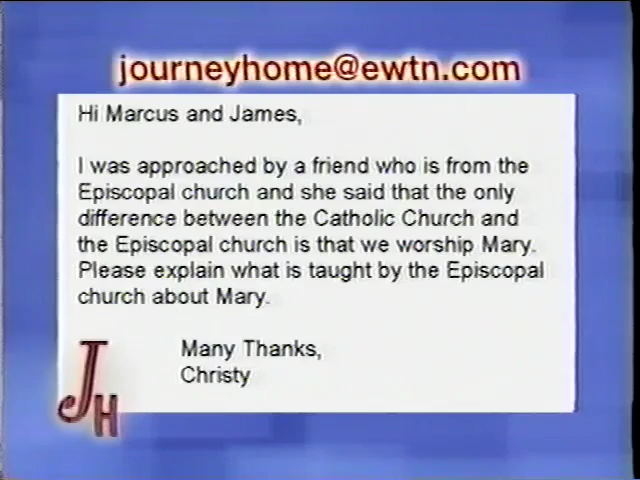 journeyhome@ewtn.com
Hi Marcus and James,
I was approached by a friend who is from the
Episcopal church and she said that the only
difference between the Catholic Church and
the Episcopal church is that we worship Mary.
Please explain what is taught by the Episcopal
church about Mary.
Many Thanks,
Christy
JH